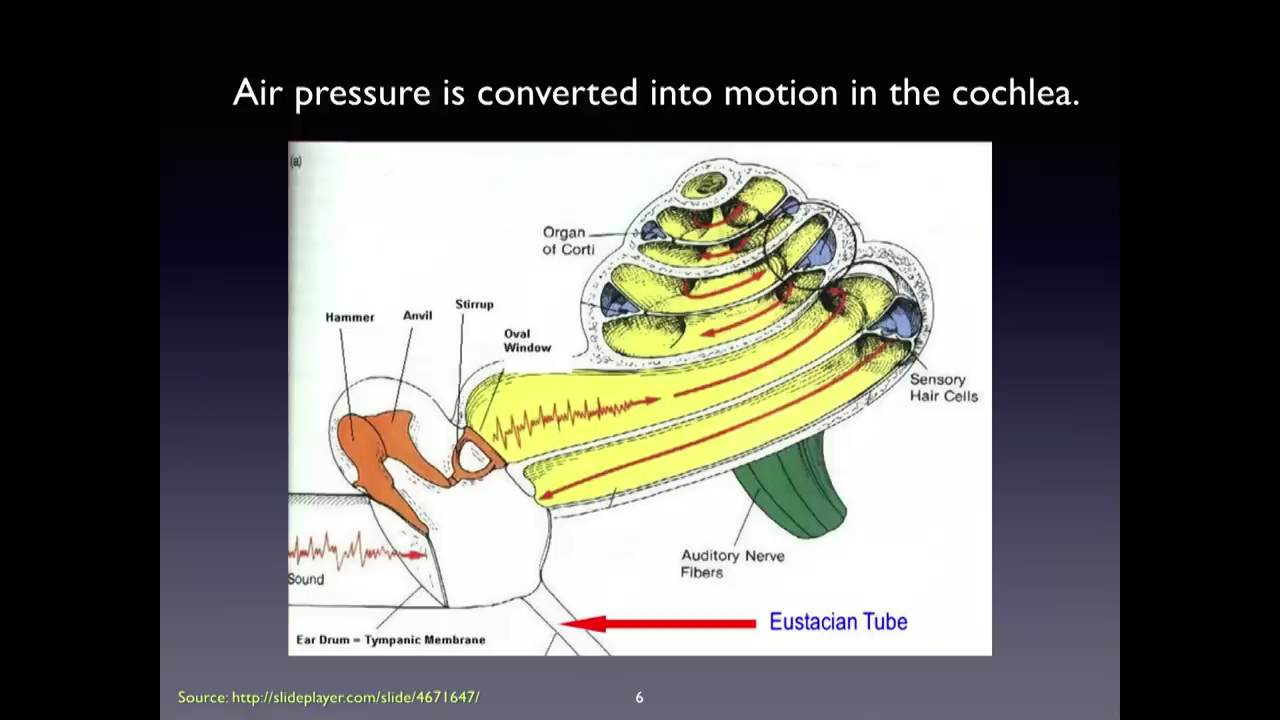 Air pressure is converted into motion in the cochlea.
(a)
Organ
of Corti
Stirrup
Hammer
Anvil
Oval
Window
Sensory
Hair Cells
Sound
Auditory Nerve
Fibers
Eustacian Tube
Ear Drum = Tympanic Membrane
Source: http://slideplayer.com/slide/4671647/
6